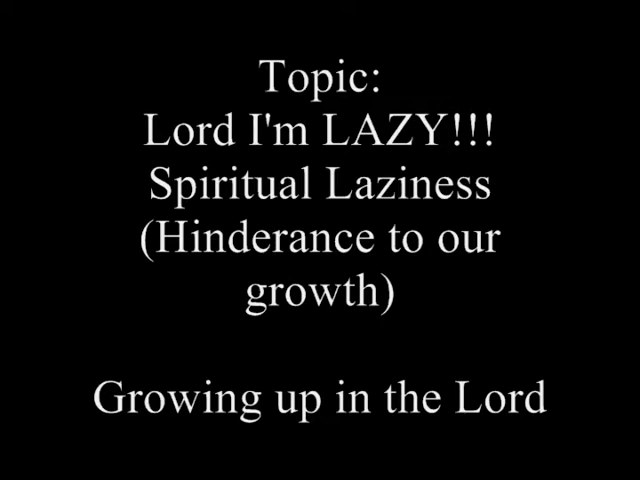 Topic:
Lord I'm LAZY!!!
Spiritual Laziness
(Hinderance to our
growth)
Growing up in the Lord